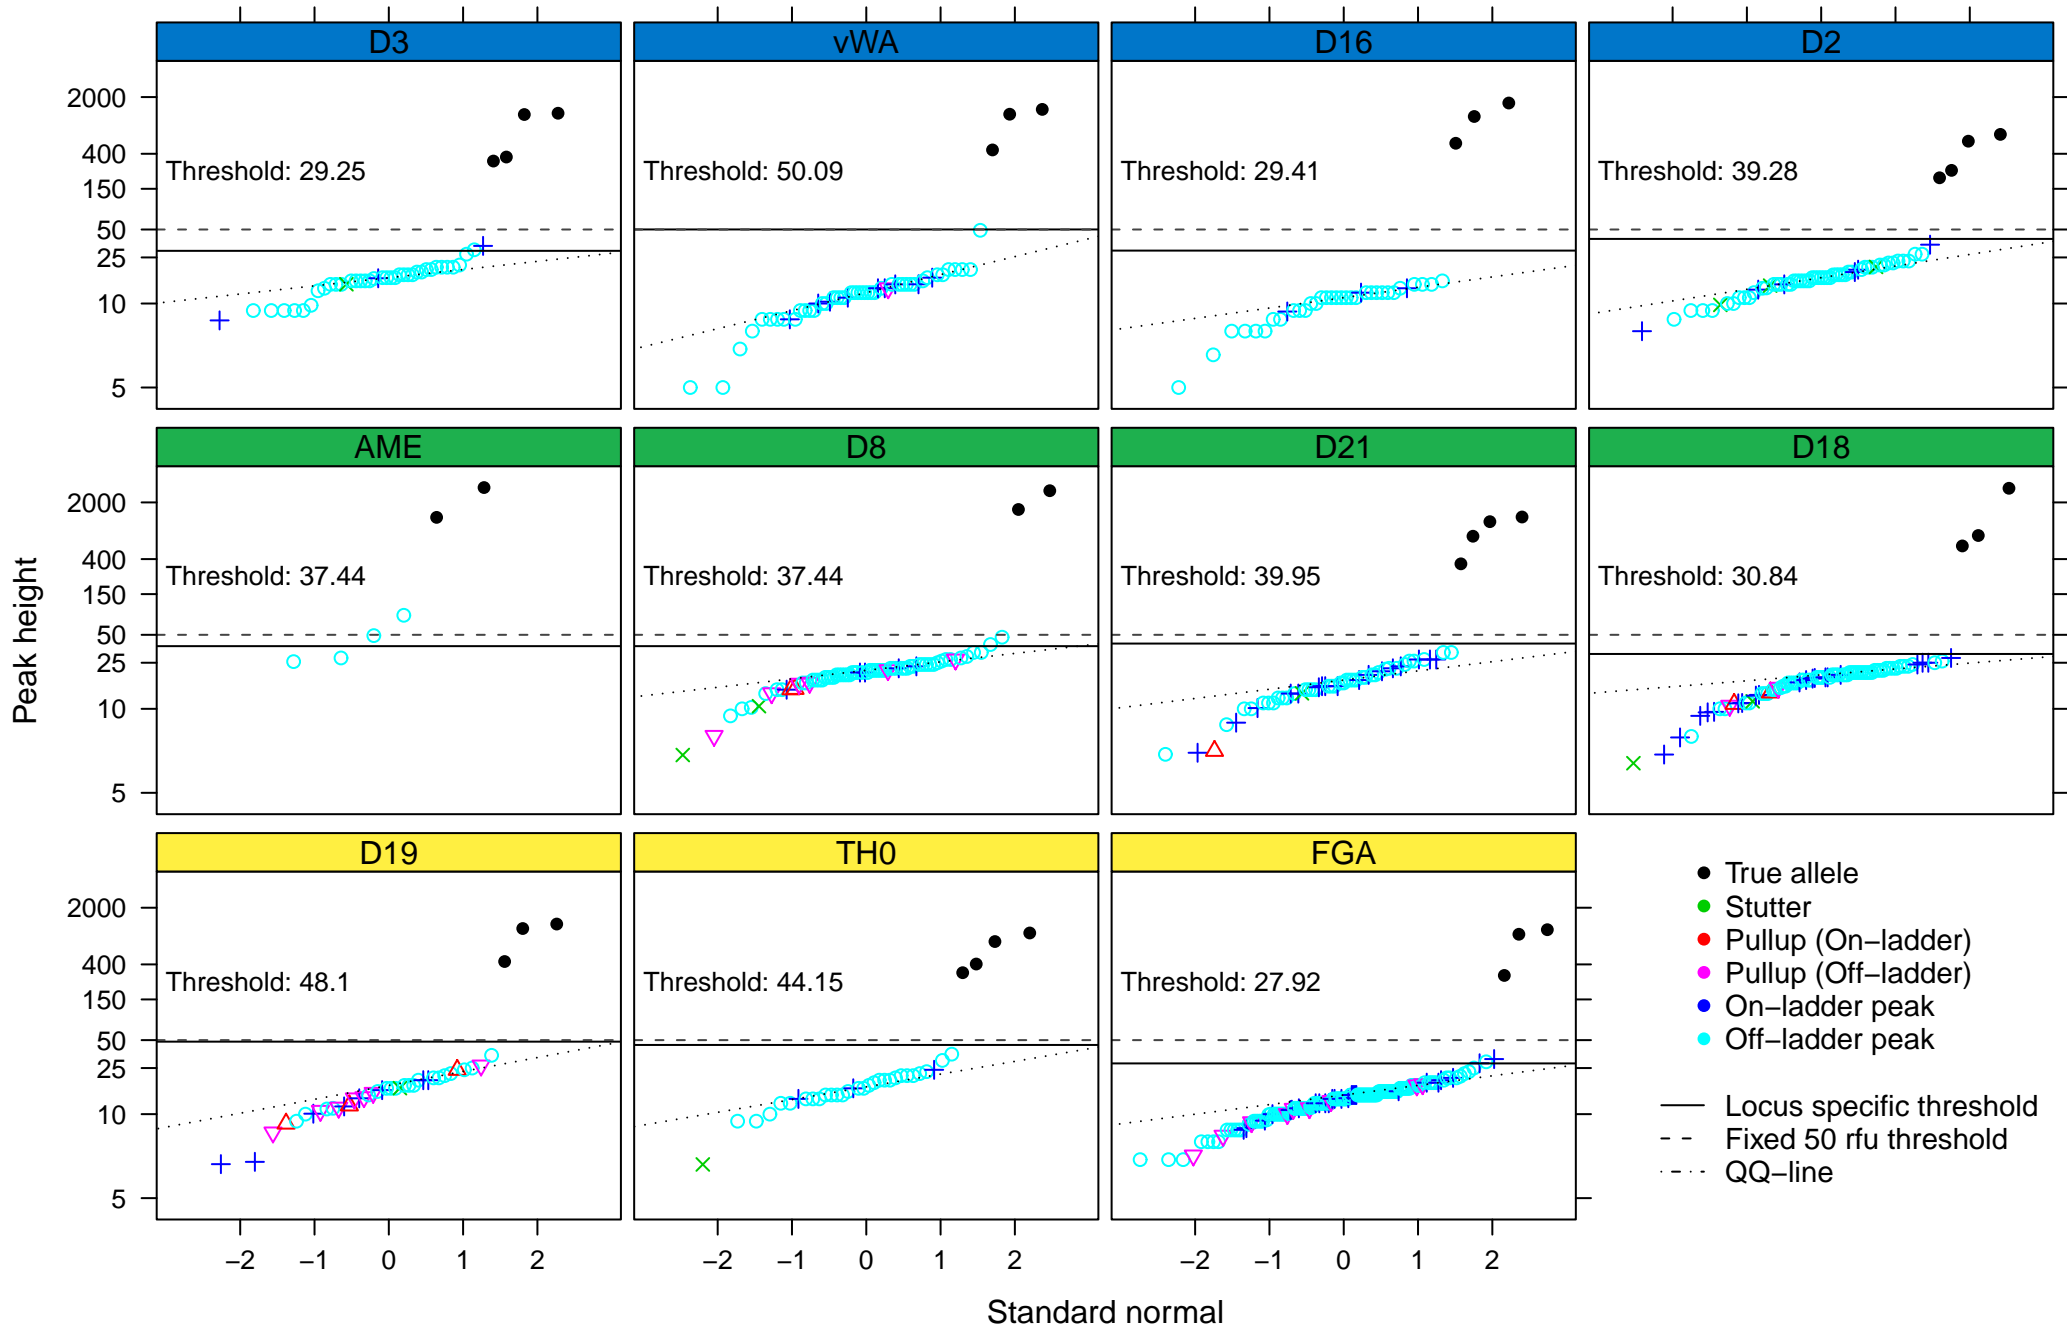 D3 vWA D16 D2
2000
400
150
50
25
10
5
Threshold: 29.25 Threshold: 50.09 Threshold: 29.41 Threshold: 39.28
AME D8 D21 D18
2000
400
150
50
25
10
5
Threshold: 37.44 Threshold: 37.44 Threshold: 39.95 Threshold: 30.84
Peak height
D19 TH0 FGA
2000
400
150
50
25
10
5
Threshold: 48.1 Threshold: 44.15 Threshold: 27.92
True allele
Stutter
Pullup (On−ladder)
Pullup (Off−ladder)
On−ladder peak
Off−ladder peak
Locus specific threshold
Fixed 50 rfu threshold
QQ−line
−2 −1 0 1 2 −2 −1 0 1 2 −2 −1 0 1 2
Standard normal